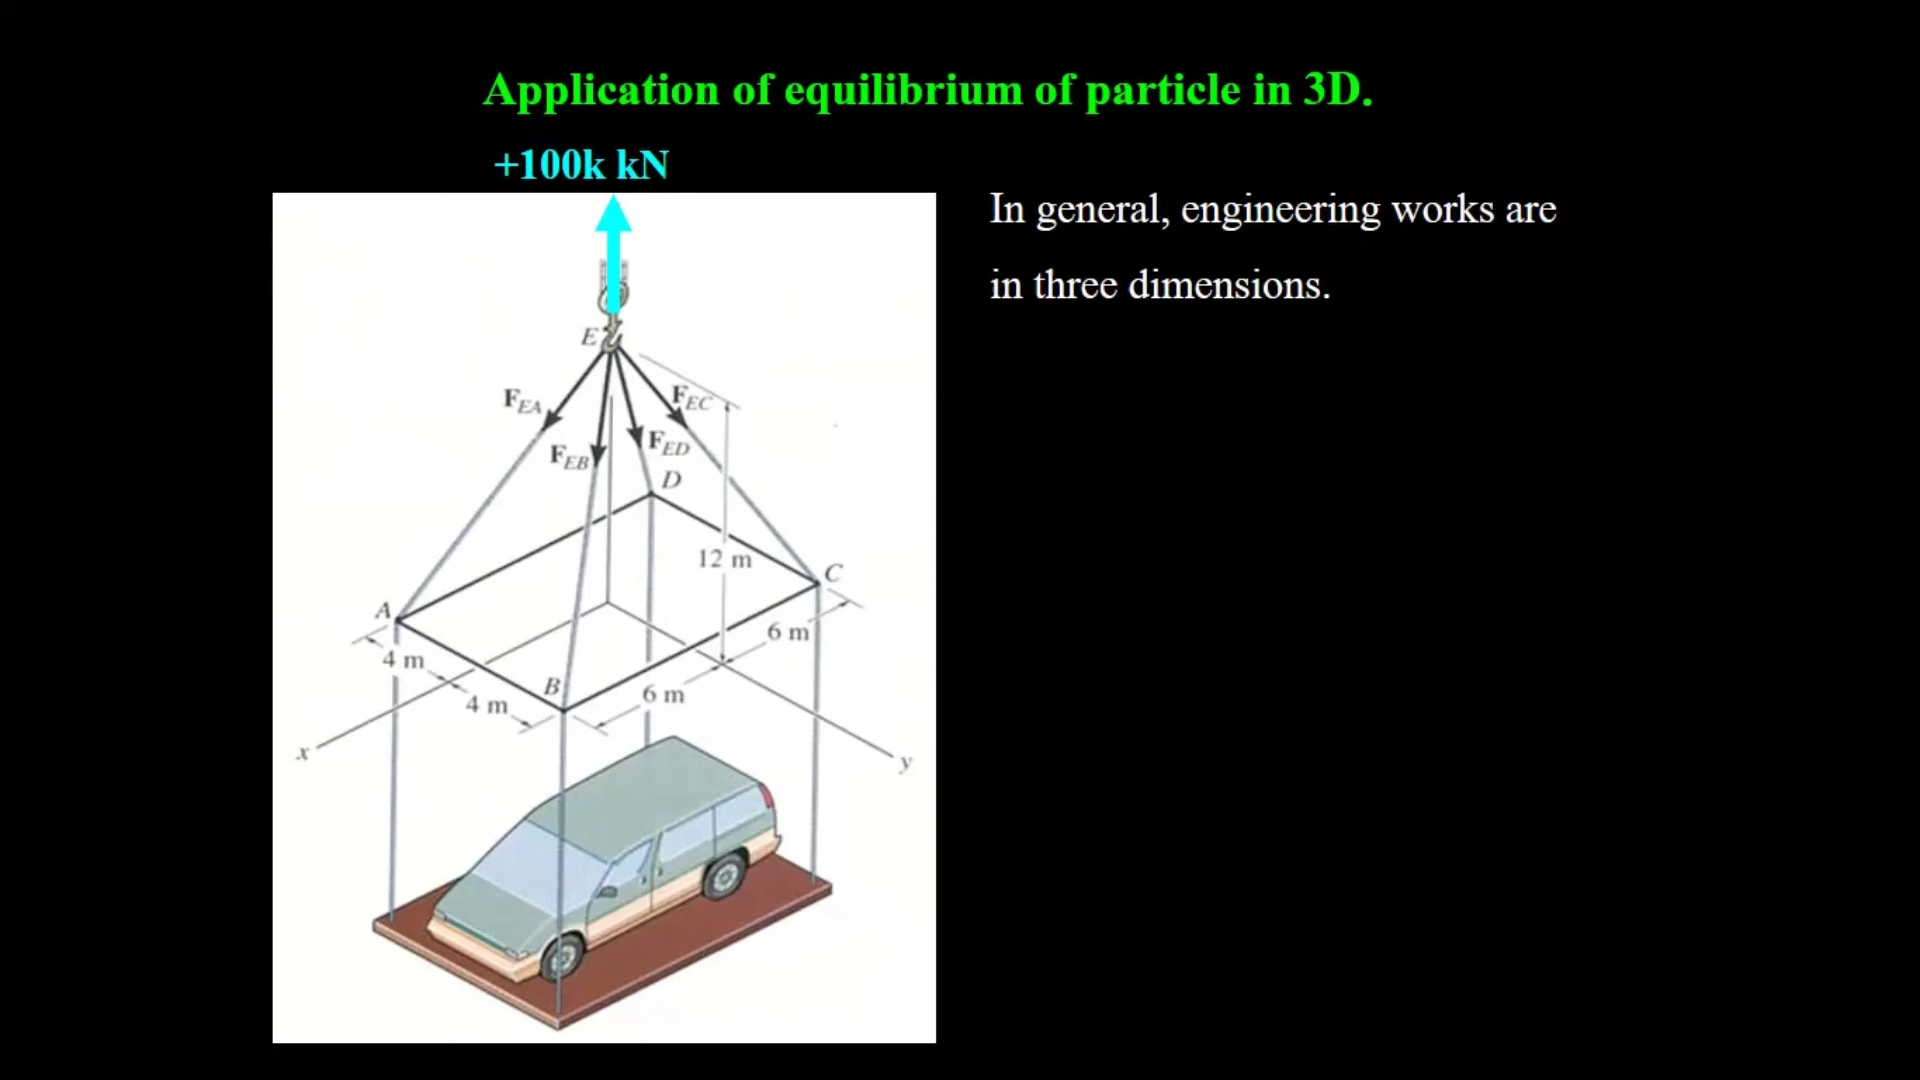 Application of equilibrium of particle in 3D.
+100k kN
In general, engineering works are
in three dimensions.
E
F_EA
F_EC
F_EB
F_ED
D
12 m
C
A
6 m
4 m
B
6 m
4 m
x
y